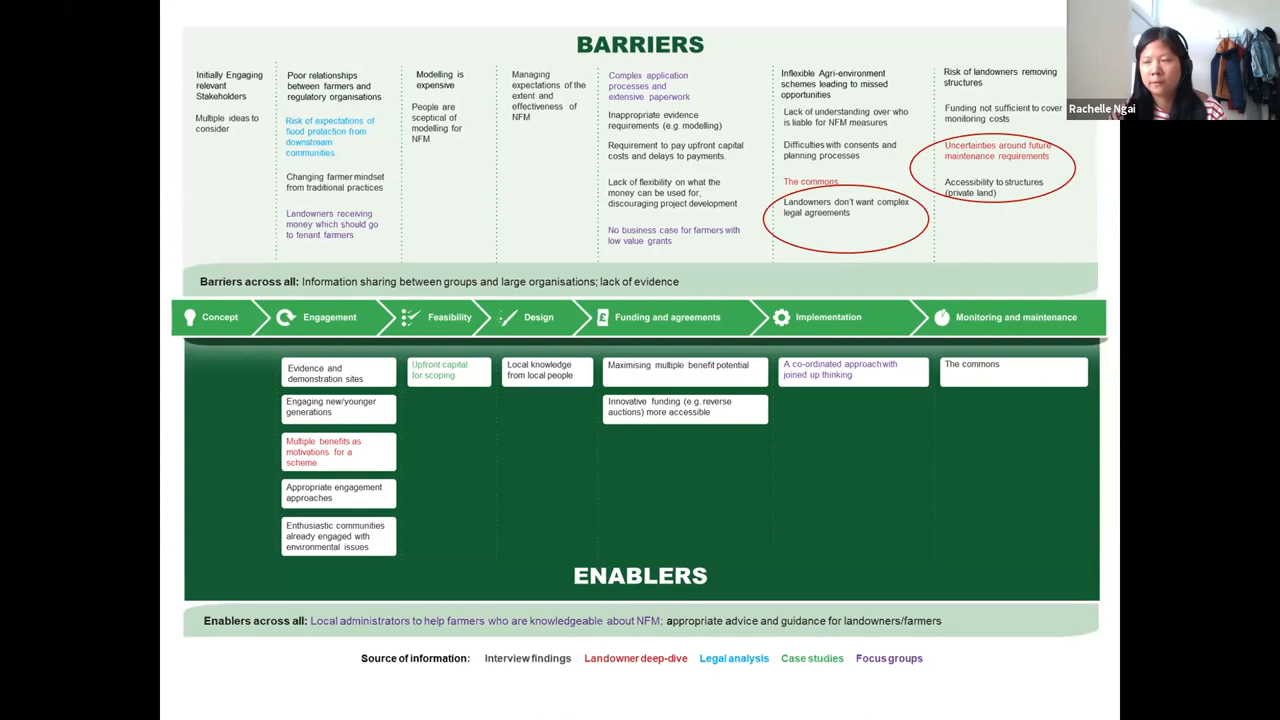 BARRIERS
Initially Engaging
relevant
Stakeholders
Multiple ideas to
consider
Poor relationships
between farmers and
regulatory organisations
Risk of expectations of
flood protection from
downstream
communities.
Changing farmer mindset
from traditional practices
Landowners receiving
money which should go
to tenant farmers
Modelling is
expensive
People are
sceptical of
modelling for
NFM
Managing
expectations of the
extent and
effectiveness of
NFM
Complex application
processes and
extensive paperwork
Inappropriate evidence
requirements (e.g. modelling)
Requirement to pay upfront capital
costs and delays to payments.
Lack of flexibility on what the
money can be used for,
discouraging project development
No business case for farmers with
low value grants
Inflexible Agri-environment
schemes leading to missed
opportunities
Lack of understanding over who
is liable for NFM measures
Difficulties with consents and
planning processes
The commons
Landowners don't want complex
legal agreements
Risk of landowners removing
structures
Funding not sufficient to cover
monitoring costs
Uncertainties around future
maintenance requirements
Accessibility to structures
(private land)
Rachelle Ngai
Barriers across all: Information sharing between groups and large organisations; lack of evidence
Concept
Engagement
Feasibility
Design
£
Funding and agreements
Implementation
Monitoring and maintenance
Evidence and
demonstration sites
Engaging new/younger
generations
Multiple benefits as
motivations for a
scheme
Appropriate engagement
approaches
Enthusiastic communities
already engaged with
environmental issues
Upfront capital
for scoping
Local knowledge
from local people
Maximising multiple benefit potential
Innovative funding (e.g. reverse
auctions) more accessible
A co-ordinated approach with
joined up thinking
The commons
ENABLERS
Enablers across all: Local administrators to help farmers who are knowledgeable about NFM; appropriate advice and guidance for landowners/farmers
Source of information: Interview findings Landowner deep-dive Legal analysis Case studies Focus groups